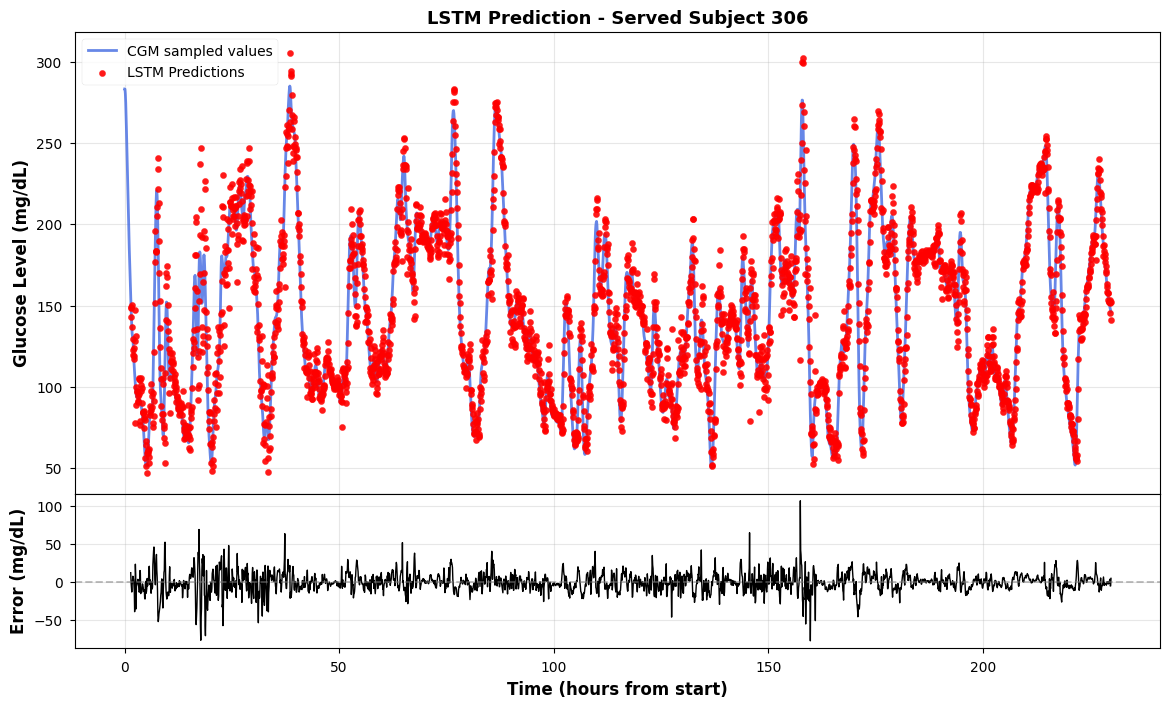 LSTM Prediction - Served Subject 306
CGM sampled values
LSTM Predictions
Glucose Level (mg/dL)
300
250
200
150
100
50
Error (mg/dL)
100
50
0
−50
0
50
100
150
200
Time (hours from start)